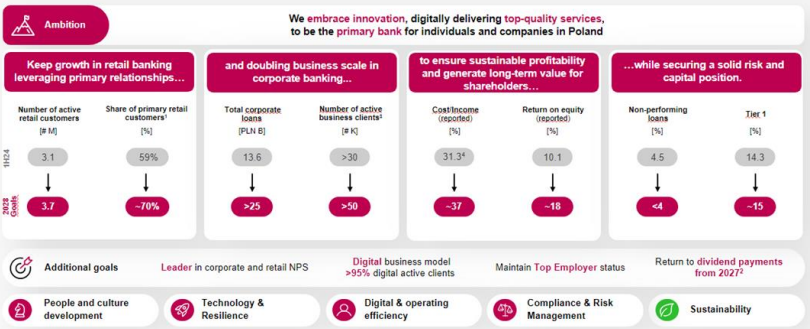 Ambition
We embrace innovation, digitally delivering top-quality services,
to be the primary bank for individuals and companies in Poland
Keep growth in retail banking
leveraging primary relationships…
Number of active
retail customers
[# M]
Share of primary retail
customers¹
[%]
1H24
3.1
59%
2028
Goals
3.7
~70%
and doubling business scale in
corporate banking...
Total corporate
loans
[PLN B]
Number of active
business clients³
[# K]
13.6
>30
>25
>50
to ensure sustainable profitability
and generate long-term value for
shareholders…
Cost/Income
(reported)
[%]
Return on equity
(reported)
[%]
31.3⁴
10.1
~37
~18
…while securing a solid risk and
capital position.
Non-performing
loans
[%]
Tier 1
[%]
4.5
14.3
<4
~15
Additional goals
Leader in corporate and retail NPS
Digital business model
>95% digital active clients
Maintain Top Employer status
Return to dividend payments
from 2027²
People and culture
development
Technology &
Resilience
Digital & operating
efficiency
Compliance & Risk
Management
Sustainability